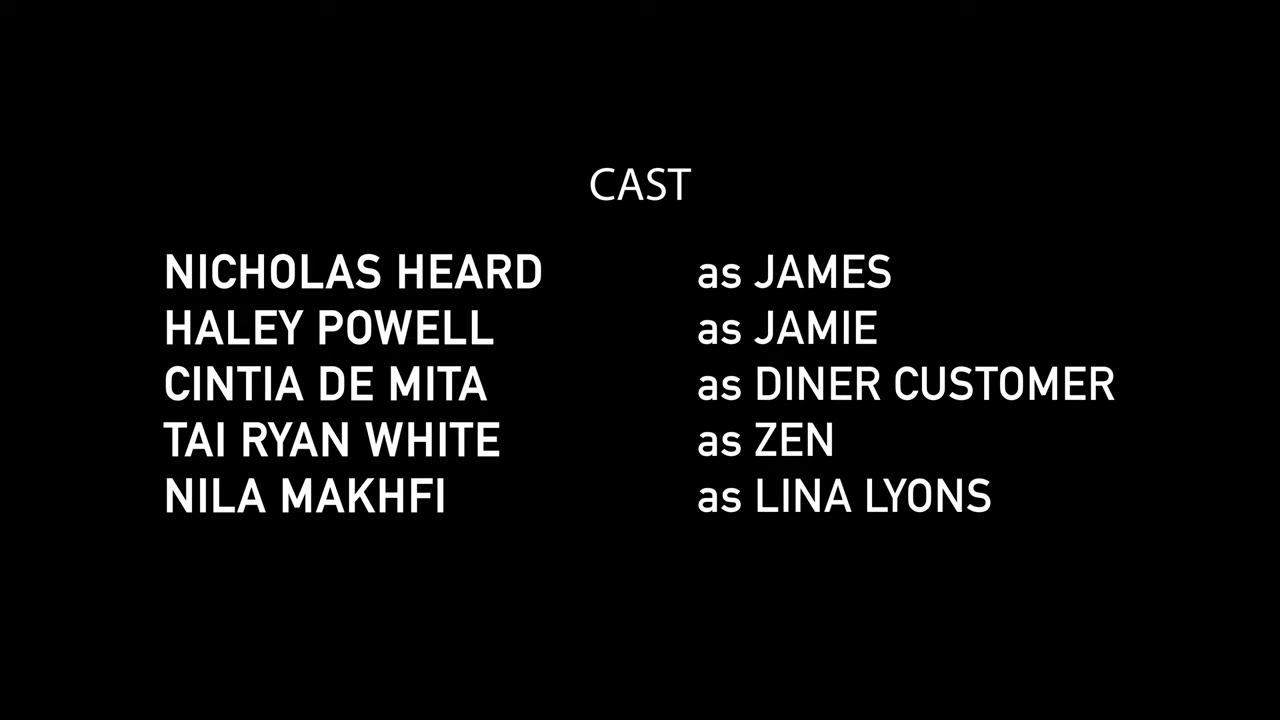 CAST
NICHOLAS HEARD as JAMES
HALEY POWELL as JAMIE
CINTIA DE MITA as DINER CUSTOMER
TAI RYAN WHITE as ZEN
NILA MAKHFI as LINA LYONS